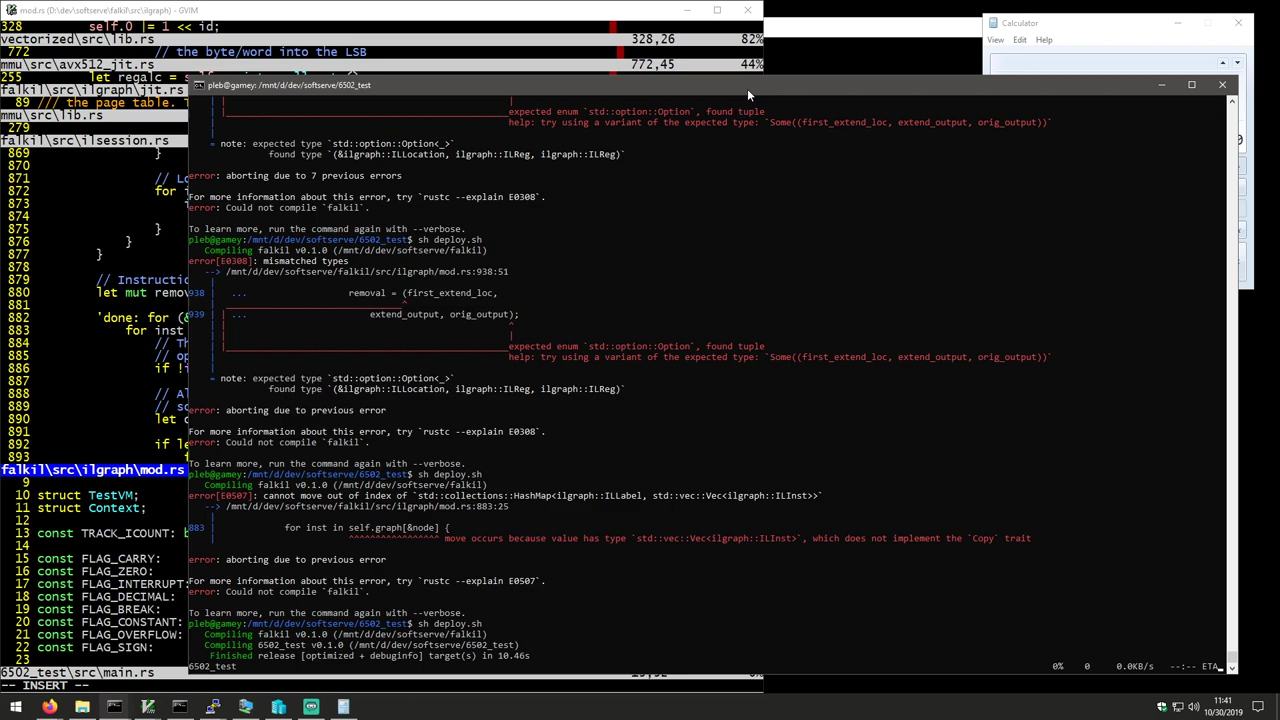 mod.rs (D:\dev\softserve\falkil\src\ilgraph) - GVIM
328 self.0 |= 1 << id;
vectorized\src\lib.rs 328,26 82%
772 // the byte/word into the LSB
mmu\src\avx512_jit.rs 772,45 44%
255 let regalc =
falkil\src\ilgraph\jit.rs
89 /// the page table. T
mmu\src\lib.rs
279
falkil\src\ilsession.rs
869 }
870
871 // Lo
872 for i
873
874
875 }
876 }
877 }
878
879 // Instructio
880 let mut remov
881
882 'done: for (&
883 for inst
884 // Th
885 // op
886 if !i
887
888 // Al
889 // sc
890 let c
891
892 if le
893
falkil\src\ilgraph\mod.rs
9
10 struct TestVM;
11 struct Context;
12
13 const TRACK_ICOUNT: b
14
15 const FLAG_CARRY:
16 const FLAG_ZERO:
17 const FLAG_INTERRUPT:
18 const FLAG_DECIMAL:
19 const FLAG_BREAK:
20 const FLAG_CONSTANT:
21 const FLAG_OVERFLOW:
22 const FLAG_SIGN:
23
6502_test\src\main.rs
-- INSERT --
Calculator
View Edit Help
0
pleb@gamey: /mnt/d/dev/softserve/6502_test
expected enum `std::option::Option`, found tuple
help: try using a variant of the expected type: `Some((first_extend_loc, extend_output, orig_output))`
= note: expected type `std::option::Option<_>`
found type `(&ilgraph::ILLocation, ilgraph::ILReg, ilgraph::ILReg)`
error: aborting due to 7 previous errors
For more information about this error, try `rustc --explain E0308`.
error: Could not compile `falkil`.
To learn more, run the command again with --verbose.
pleb@gamey:/mnt/d/dev/softserve/6502_test$ sh deploy.sh
Compiling falkil v0.1.0 (/mnt/d/dev/softserve/falkil)
error[E0308]: mismatched types
--> /mnt/d/dev/softserve/falkil/src/ilgraph/mod.rs:938:51
938 | ... removal = (first_extend_loc,
939 | ... extend_output, orig_output);
expected enum `std::option::Option`, found tuple
help: try using a variant of the expected type: `Some((first_extend_loc, extend_output, orig_output))`
= note: expected type `std::option::Option<_>`
found type `(&ilgraph::ILLocation, ilgraph::ILReg, ilgraph::ILReg)`
error: aborting due to previous error
For more information about this error, try `rustc --explain E0308`.
error: Could not compile `falkil`.
To learn more, run the command again with --verbose.
pleb@gamey:/mnt/d/dev/softserve/6502_test$ sh deploy.sh
Compiling falkil v0.1.0 (/mnt/d/dev/softserve/falkil)
error[E0507]: cannot move out of index of `std::collections::HashMap<ilgraph::ILLabel, std::vec::Vec<ilgraph::ILInst>>`
--> /mnt/d/dev/softserve/falkil/src/ilgraph/mod.rs:883:25
883 | for inst in self.graph[&node] {
^^^^^^^^^^^^^^^^^ move occurs because value has type `std::vec::Vec<ilgraph::ILInst>`, which does not implement the `Copy` trait
error: aborting due to previous error
For more information about this error, try `rustc --explain E0507`.
error: Could not compile `falkil`.
To learn more, run the command again with --verbose.
pleb@gamey:/mnt/d/dev/softserve/6502_test$ sh deploy.sh
Compiling falkil v0.1.0 (/mnt/d/dev/softserve/falkil)
Compiling 6502_test v0.1.0 (/mnt/d/dev/softserve/6502_test)
Finished release [optimized + debuginfo] target(s) in 10.46s
6502_test 0% 0 0.0KB/s --:-- ETA
11:41
10/30/2019